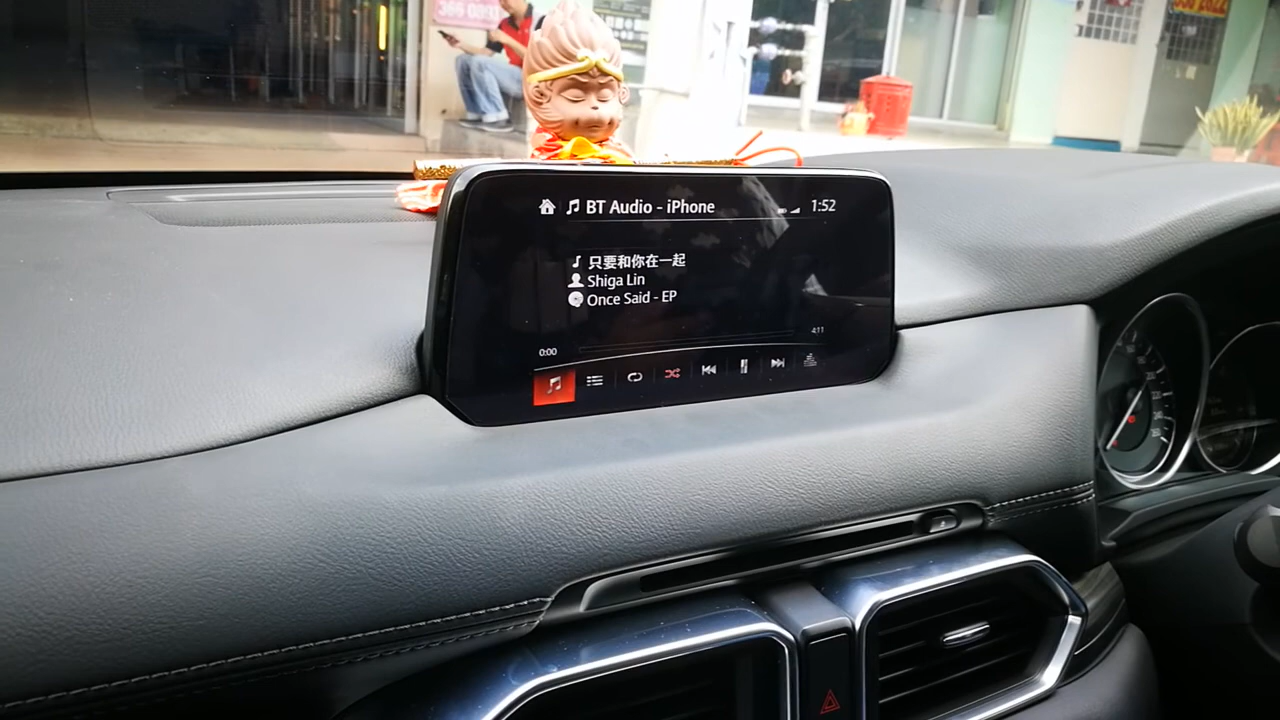 BT Audio - iPhone
1:52
只要和你在一起
Shiga Lin
Once Said - EP
4:11
0:00